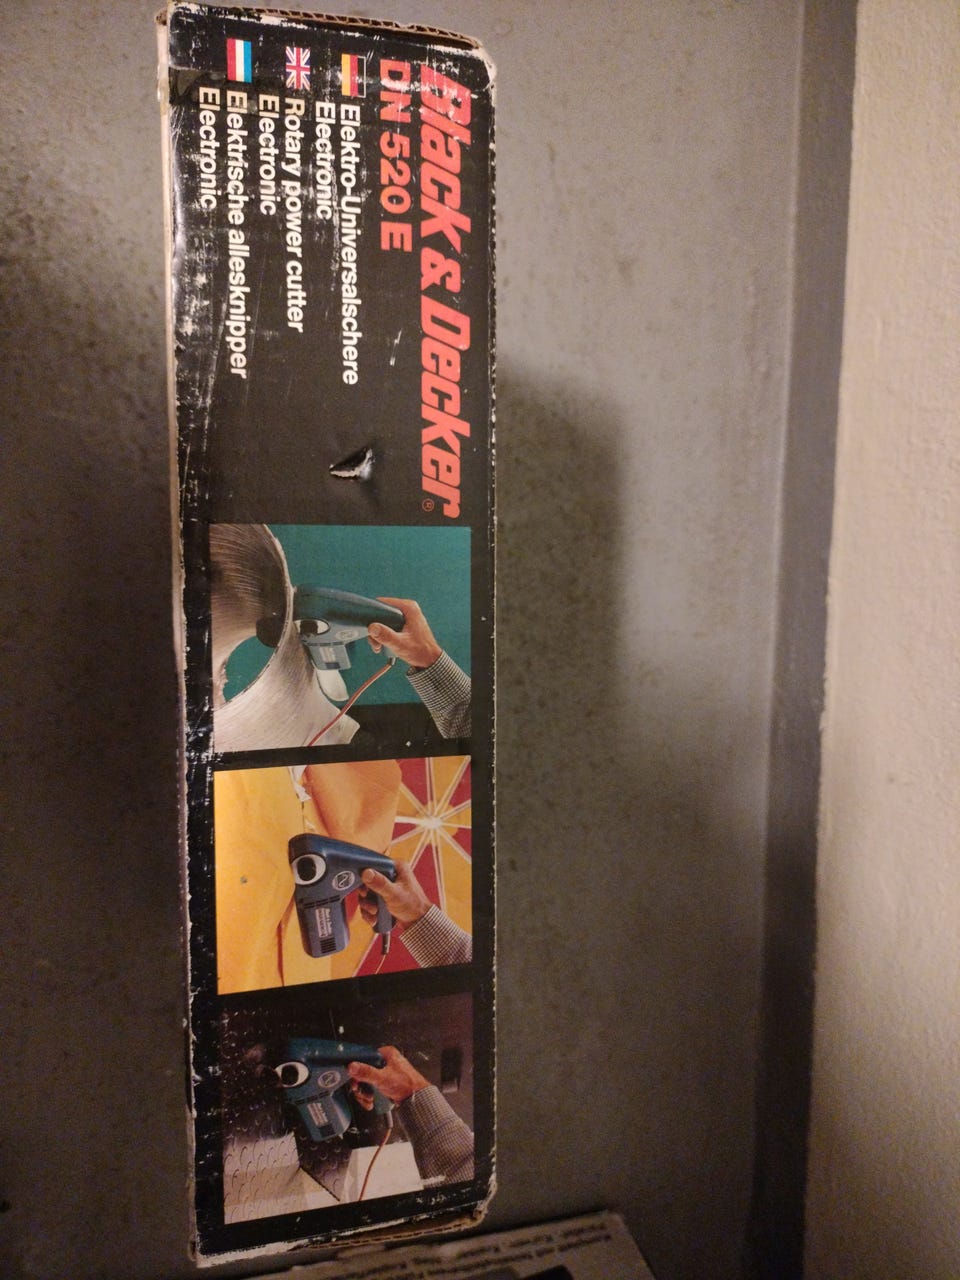 Black & Decker®
DN 520 E
Elektro-Universalschere
Electronic
Rotary power cutter
Electronic
Elektrische allesknipper
Electronic